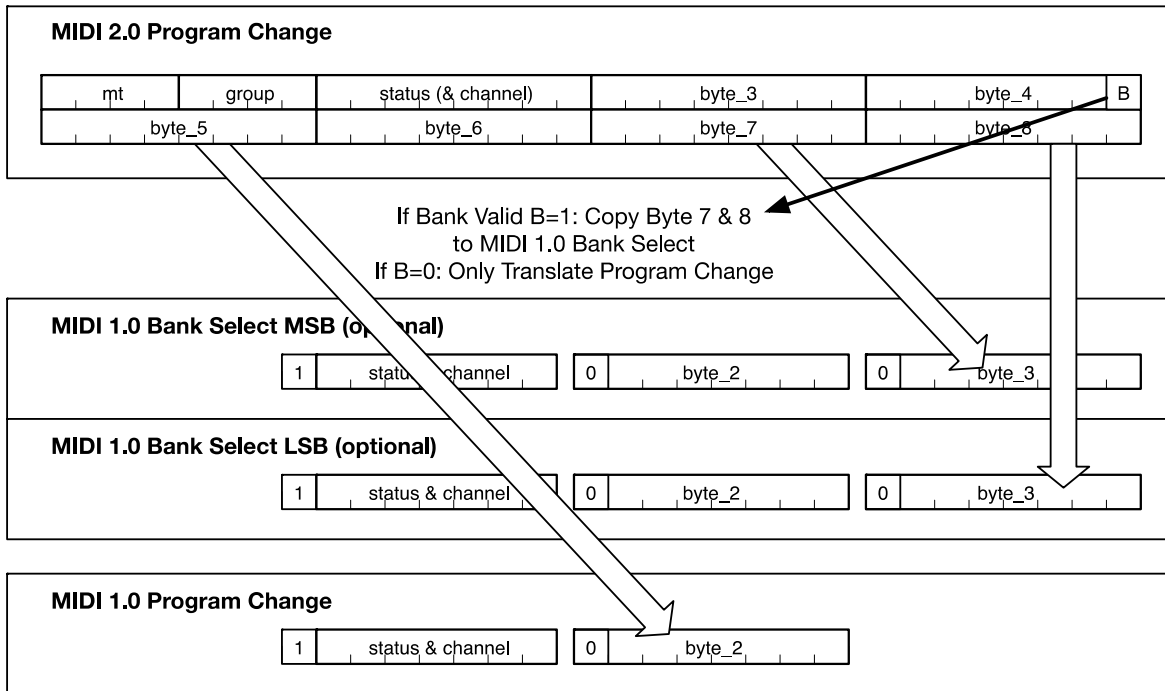 MIDI 2.0 Program Change
mt group status (& channel) byte_3 byte_4 B
byte_5 byte_6 byte_7 byte_8
If Bank Valid B=1: Copy Byte 7 & 8
to MIDI 1.0 Bank Select
If B=0: Only Translate Program Change
MIDI 1.0 Bank Select MSB (optional)
1 status & channel 0 byte_2 0 byte_3
MIDI 1.0 Bank Select LSB (optional)
1 status & channel 0 byte_2 0 byte_3
MIDI 1.0 Program Change
1 status & channel 0 byte_2